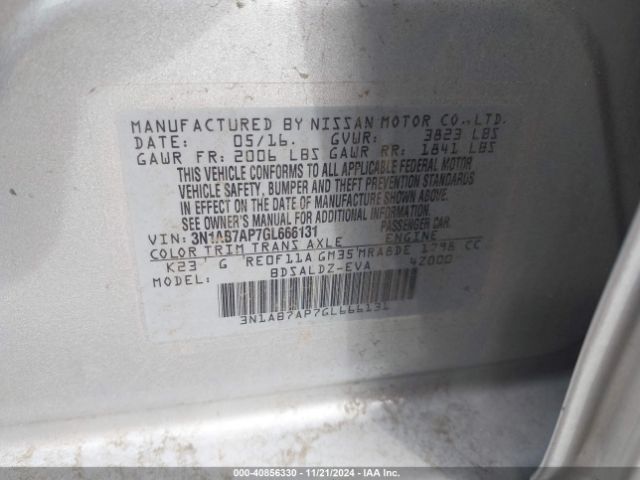 MANUFACTURED BY NISSAN MOTOR CO.,LTD.
DATE: 05/16. GVWR: 3823 LBS
GAWR FR: 2006 LBS GAWR RR: 1841 LBS
THIS VEHICLE CONFORMS TO ALL APPLICABLE FEDERAL MOTOR
VEHICLE SAFETY, BUMPER AND THEFT PREVENTION STANDARDS
IN EFFECT ON THE DATE OF MANUFACTURE SHOWN ABOVE.
SEE OWNER'S MANUAL FOR ADDITIONAL INFORMATION.
VIN: 3N1AB7AP7GL666131 PASSENGER CAR
COLOR TRIM TRANS AXLE ENGINE
K23 G RE0F11A GM35 MRA8DE 1798 CC
MODEL: BDSALDZ-EVA 42000
3N1AB7AP7GL666131
000-40856330 - 11/21/2024 - IAA Inc.